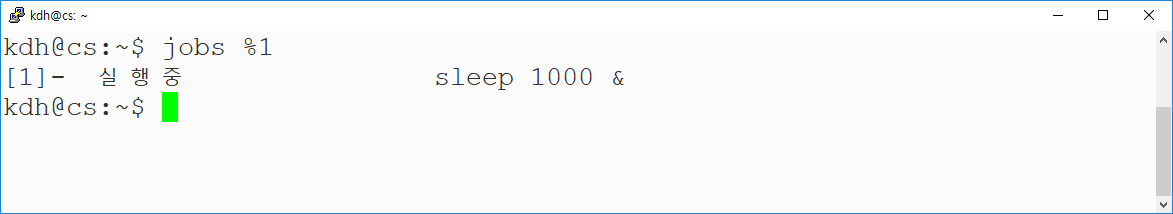 kdh@cs: ~
kdh@cs:~$ jobs %1
[1]-  실행중                 sleep 1000 &
kdh@cs:~$